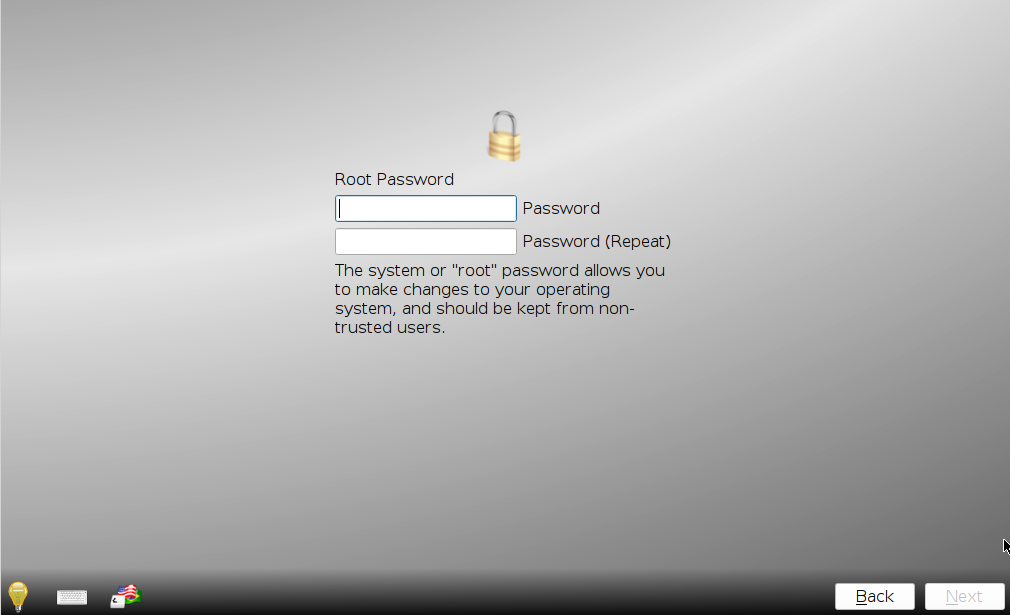 Root Password
Password
Password (Repeat)
The system or "root" password allows you
to make changes to your operating
system, and should be kept from non-
trusted users.
Back
Next